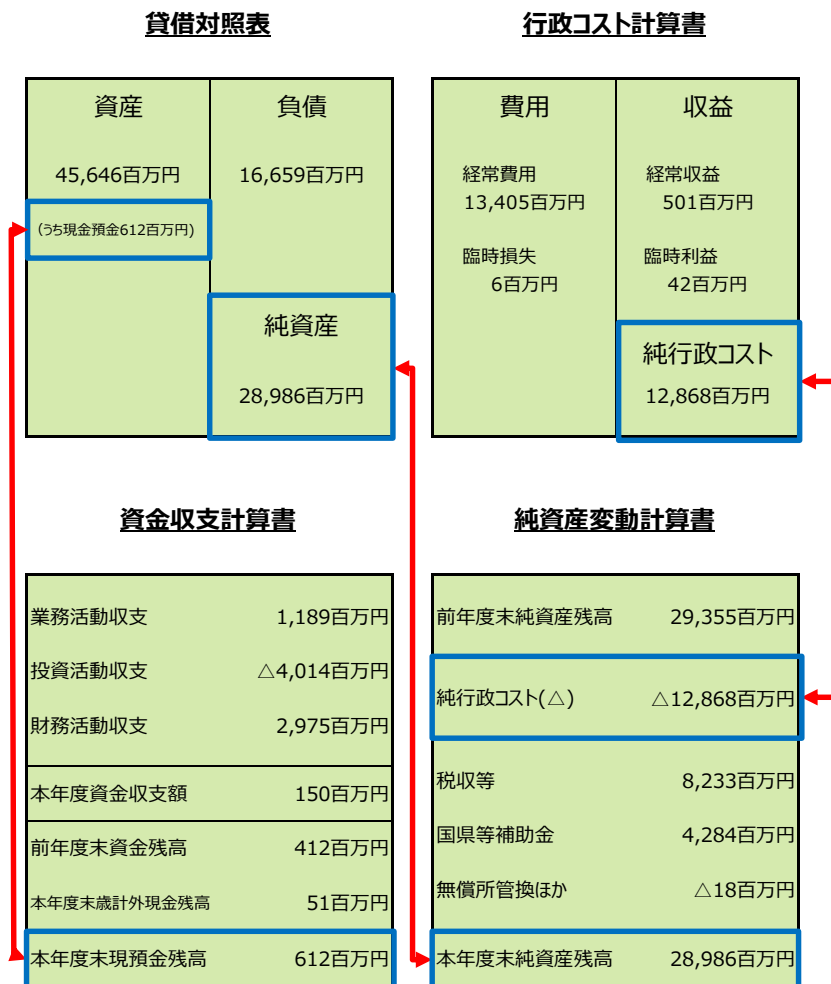 貸借対照表
資産 負債
45,646百万円 16,659百万円
(うち現金預金612百万円)
純資産
28,986百万円
行政コスト計算書
費用 収益
経常費用 経常収益
13,405百万円 501百万円
臨時損失 臨時利益
6百万円 42百万円
純行政コスト
12,868百万円
資金収支計算書
業務活動収支 1,189百万円
投資活動収支 △4,014百万円
財務活動収支 2,975百万円
本年度資金収支額 150百万円
前年度末資金残高 412百万円
本年度末歳計外現金残高 51百万円
本年度末現預金残高 612百万円
純資産変動計算書
前年度末純資産残高 29,355百万円
純行政コスト(△) △12,868百万円
税収等 8,233百万円
国県等補助金 4,284百万円
無償所管換ほか △18百万円
本年度末純資産残高 28,986百万円